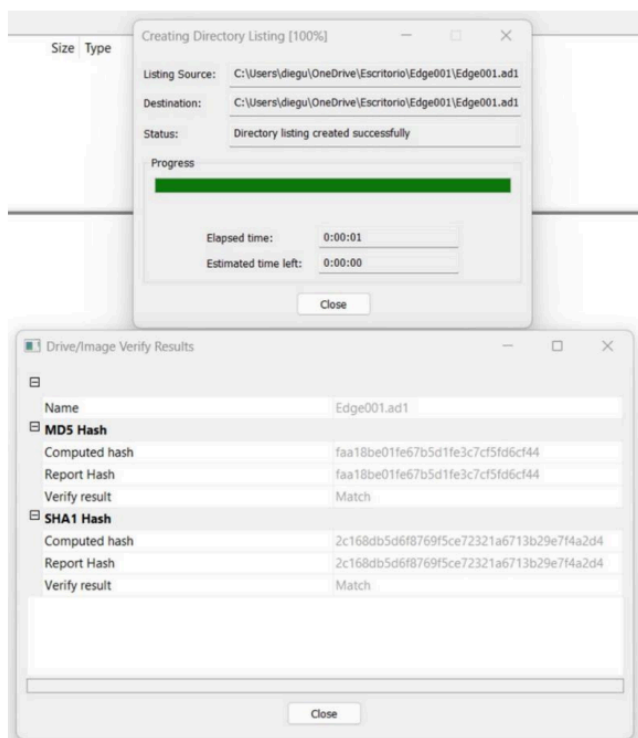 Size Type
Creating Directory Listing [100%]
Listing Source: C:\Users\diegu\OneDrive\Escritorio\Edge001\Edge001.ad1
Destination: C:\Users\diegu\OneDrive\Escritorio\Edge001\Edge001.ad1
Status: Directory listing created successfully
Progress
Elapsed time: 0:00:01
Estimated time left: 0:00:00
Close
Drive/Image Verify Results
Name Edge001.ad1
MD5 Hash
Computed hash faa18be01fe67b5d1fe3c7cf5fd6cf44
Report Hash faa18be01fe67b5d1fe3c7cf5fd6cf44
Verify result Match
SHA1 Hash
Computed hash 2c168db5d6f8769f5ce72321a6713b29e7f4a2d4
Report Hash 2c168db5d6f8769f5ce72321a6713b29e7f4a2d4
Verify result Match
Close